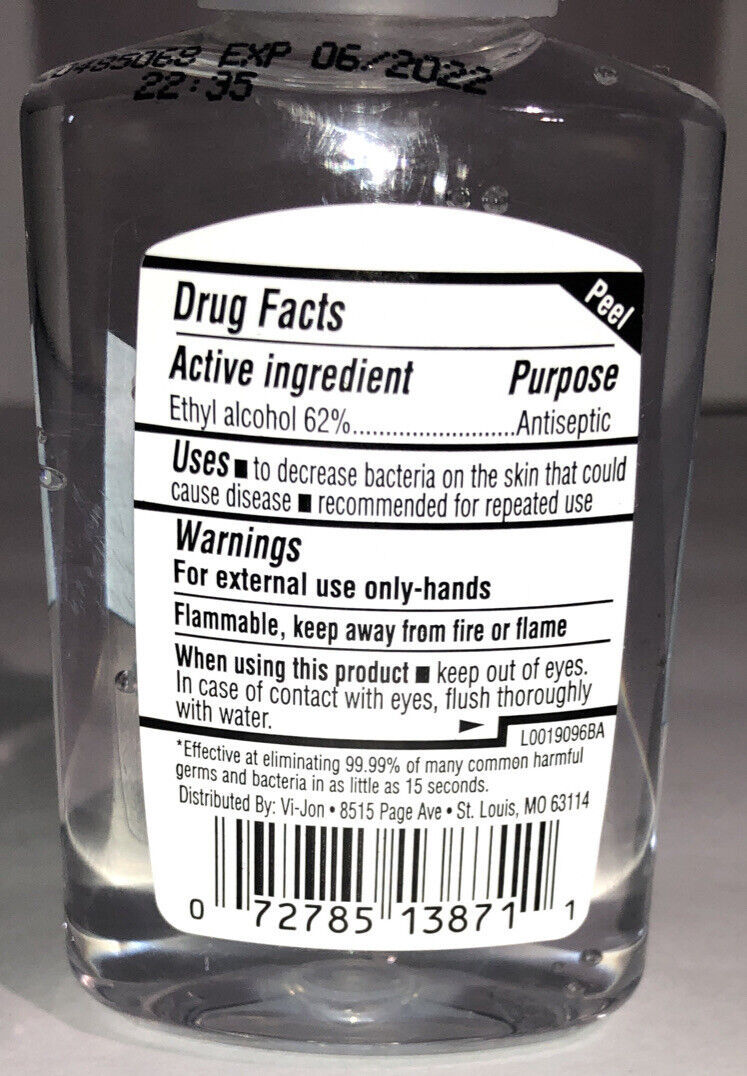 0485068 EXP 06/2022
22:35
Peel
Drug Facts
Active ingredient Purpose
Ethyl alcohol 62%........................Antiseptic
Uses ■ to decrease bacteria on the skin that could
cause disease ■ recommended for repeated use
Warnings
For external use only-hands
Flammable, keep away from fire or flame
When using this product ■ keep out of eyes.
In case of contact with eyes, flush thoroughly
with water.
L0019096BA
*Effective at eliminating 99.99% of many common harmful
germs and bacteria in as little as 15 seconds.
Distributed By: Vi-Jon • 8515 Page Ave • St. Louis, MO 63114
0 72785 13871 1